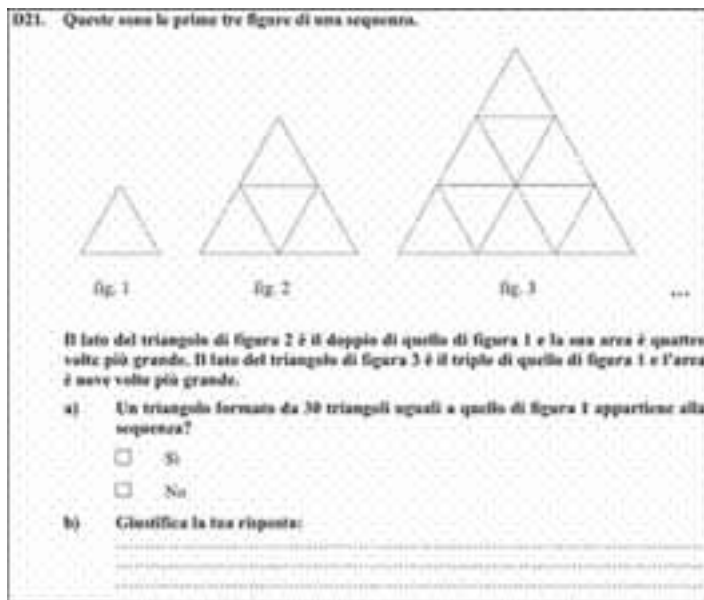 D21. Queste sono le prime tre figure di una sequenza.
fig. 1
fig. 2
fig. 3
...
Il lato del triangolo di figura 2 è il doppio di quello di figura 1 e la sua area è quattro
volte più grande. Il lato del triangolo di figura 3 è il triplo di quello di figura 1 e l'area
è nove volte più grande.
a) Un triangolo formato da 30 triangoli uguali a quello di figura 1 appartiene alla
sequenza?
Sì
No
b) Giustifica la tua risposta: